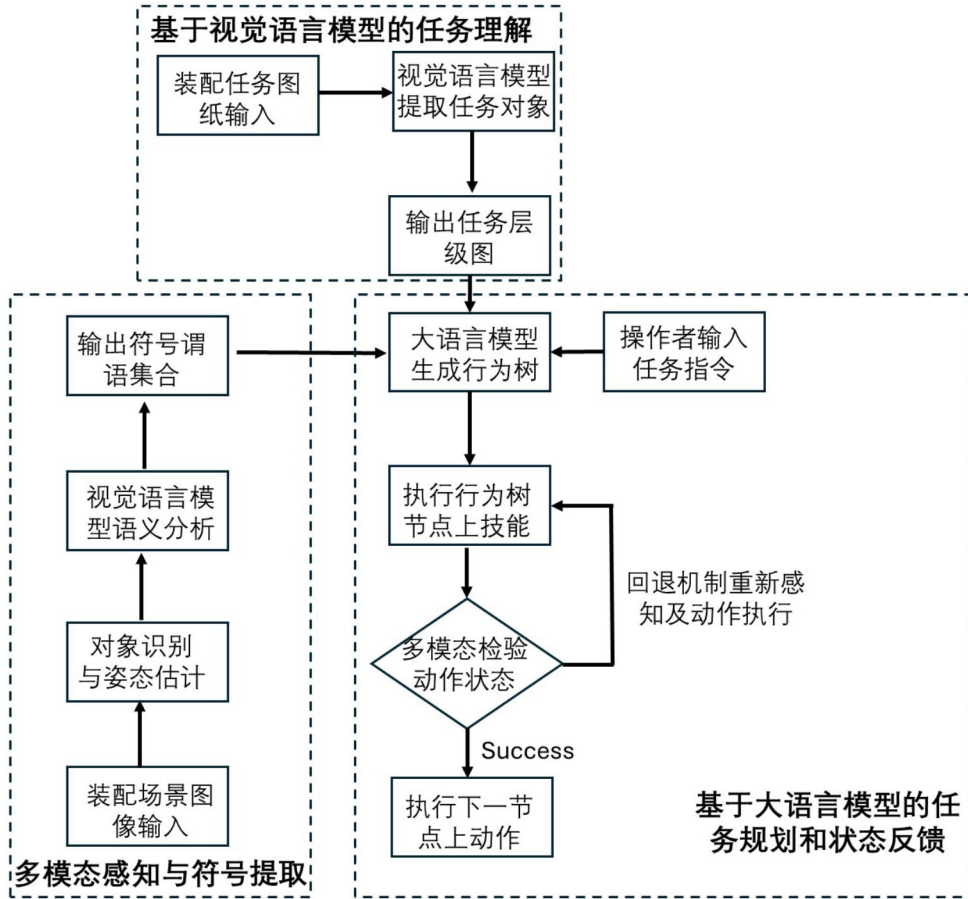 基于视觉语言模型的任务理解
装配任务图
纸输入
视觉语言模型
提取任务对象
输出任务层
级图
输出符号谓
语集合
视觉语言模
型语义分析
对象识别
与姿态估计
装配场景图
像输入
多模态感知与符号提取
大语言模型
生成行为树
操作者输入
任务指令
执行行为树
节点上技能
回退机制重新感
知及动作执行
多模态检验
动作状态
Success
执行下一节
点上动作
基于大语言模型的任
务规划和状态反馈